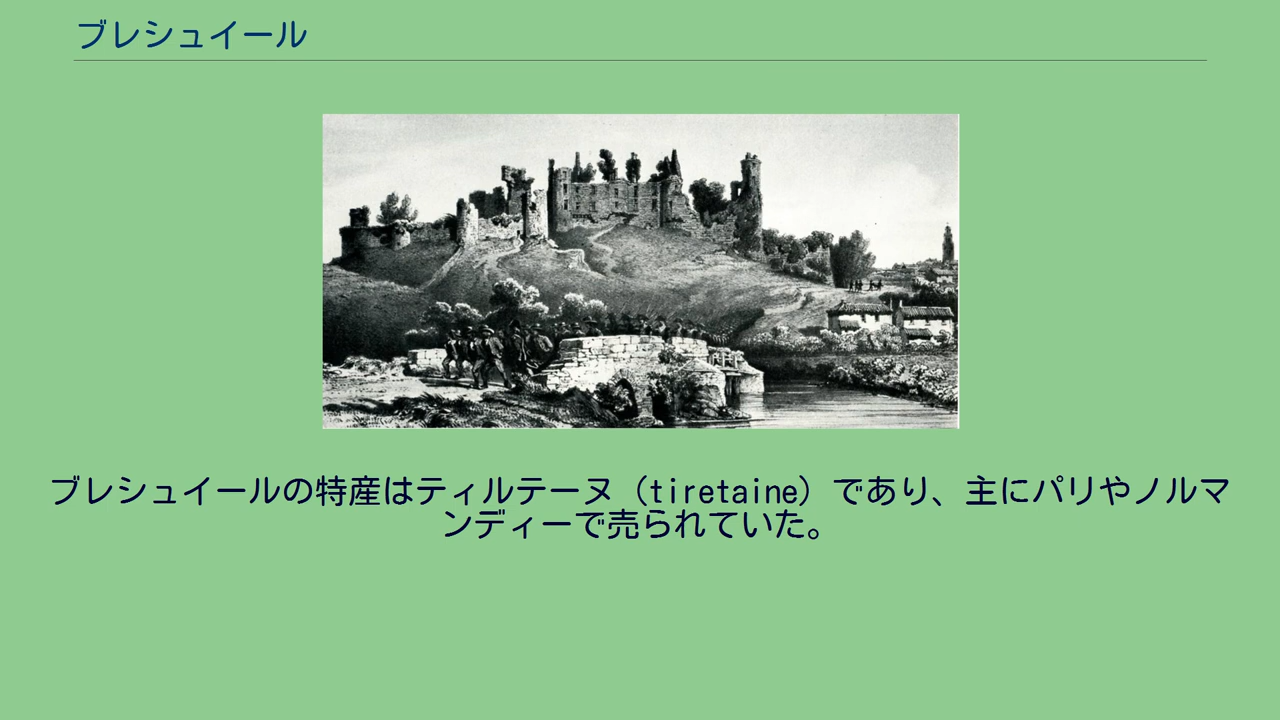 ブレシュイール
ブレシュイールの特産はティルテーヌ（tiretaine）であり、主にパリやノルマ
ンディーで売られていた。